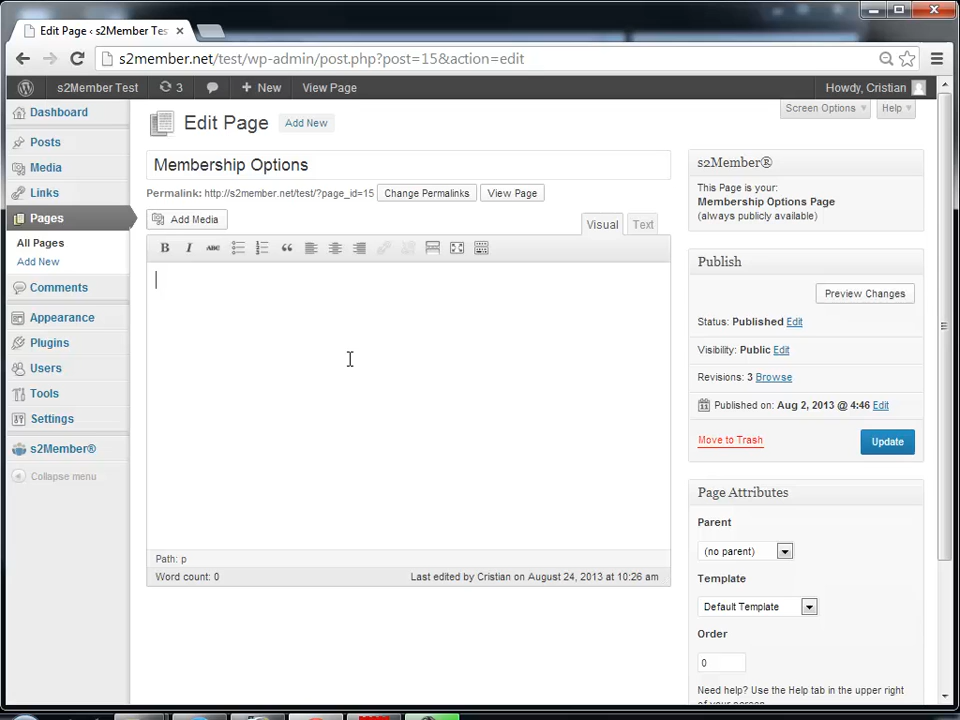 Edit Page ‹ s2Member Tes
s2member.net/test/wp-admin/post.php?post=15&action=edit
s2Member Test 3 + New View Page Howdy, Cristian
Screen Options Help
Dashboard
Posts
Media
Links
Pages
All Pages
Add New
Comments
Appearance
Plugins
Users
Tools
Settings
s2Member®
Collapse menu
Edit Page Add New
Membership Options
Permalink: http://s2member.net/test/?page_id=15 Change Permalinks View Page
Add Media
Visual Text
B I ABC
Path: p
Word count: 0 Last edited by Cristian on August 24, 2013 at 10:26 am
s2Member®
This Page is your:
Membership Options Page
(always publicly available)
Publish
Preview Changes
Status: Published Edit
Visibility: Public Edit
Revisions: 3 Browse
Published on: Aug 2, 2013 @ 4:46 Edit
Move to Trash Update
Page Attributes
Parent
(no parent)
Template
Default Template
Order
0
Need help? Use the Help tab in the upper right